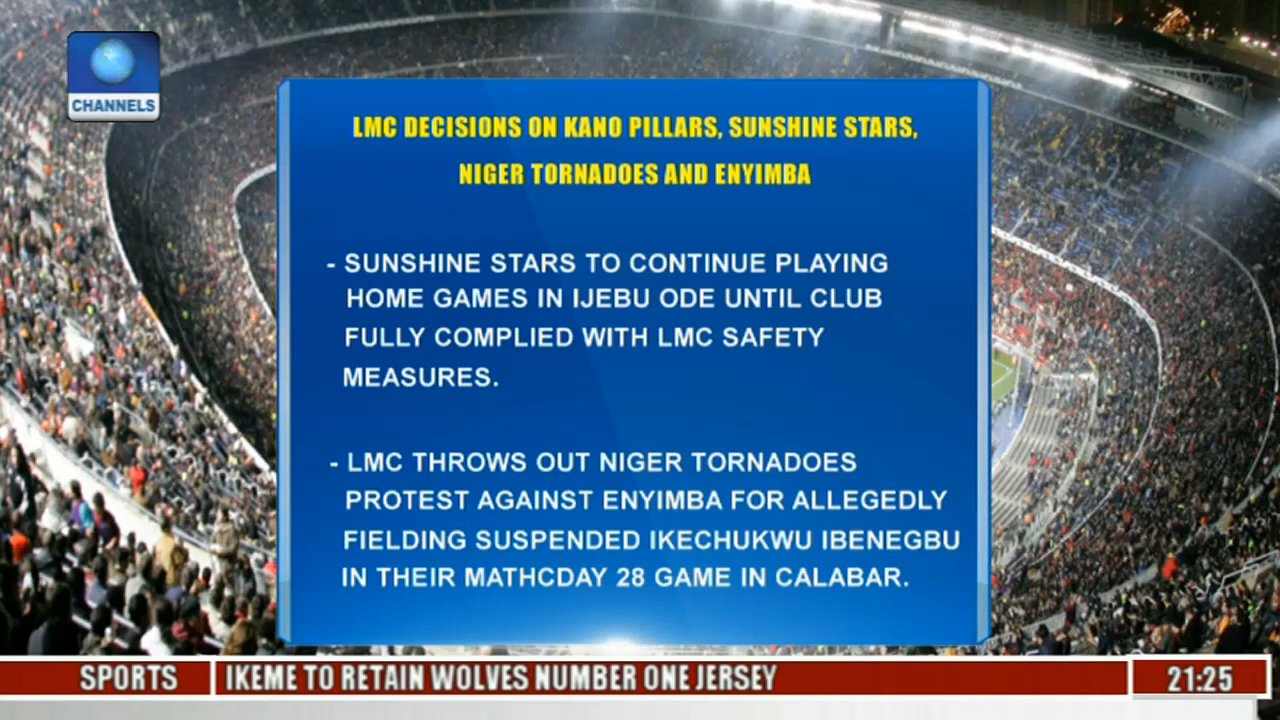 CHANNELS
LMC DECISIONS ON KANO PILLARS, SUNSHINE STARS,
NIGER TORNADOES AND ENYIMBA
- SUNSHINE STARS TO CONTINUE PLAYING
HOME GAMES IN IJEBU ODE UNTIL CLUB
FULLY COMPLIED WITH LMC SAFETY
MEASURES.
- LMC THROWS OUT NIGER TORNADOES
PROTEST AGAINST ENYIMBA FOR ALLEGEDLY
FIELDING SUSPENDED IKECHUKWU IBENEGBU
IN THEIR MATHCDAY 28 GAME IN CALABAR.
SPORTS
IKEME TO RETAIN WOLVES NUMBER ONE JERSEY
21:25